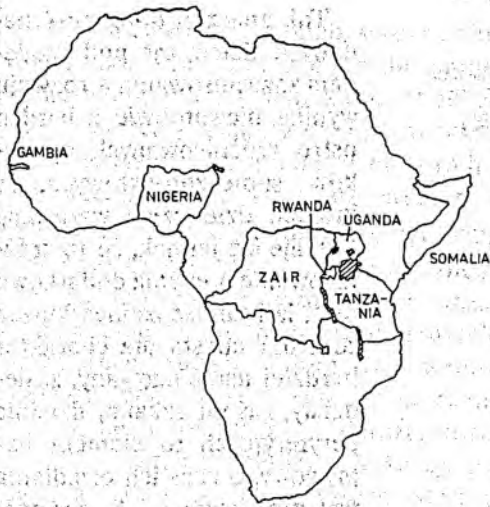 GAMBIA
NIGERIA
RWANDA
UGANDA
SOMALIA
ZAIR
TANZA-
NIA